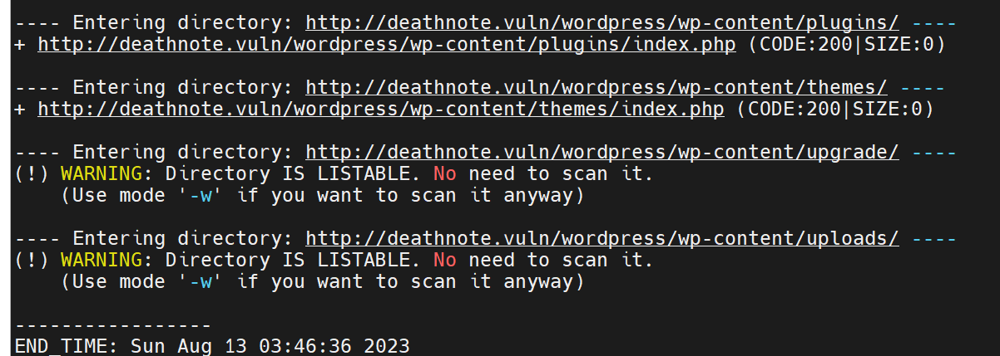 ---- Entering directory: http://deathnote.vuln/wordpress/wp-content/plugins/ ----
+ http://deathnote.vuln/wordpress/wp-content/plugins/index.php (CODE:200|SIZE:0)
---- Entering directory: http://deathnote.vuln/wordpress/wp-content/themes/ ----
+ http://deathnote.vuln/wordpress/wp-content/themes/index.php (CODE:200|SIZE:0)
---- Entering directory: http://deathnote.vuln/wordpress/wp-content/upgrade/ ----
(!) WARNING: Directory IS LISTABLE. No need to scan it.
    (Use mode '-w' if you want to scan it anyway)
---- Entering directory: http://deathnote.vuln/wordpress/wp-content/uploads/ ----
(!) WARNING: Directory IS LISTABLE. No need to scan it.
    (Use mode '-w' if you want to scan it anyway)
-----------------
END_TIME: Sun Aug 13 03:46:36 2023